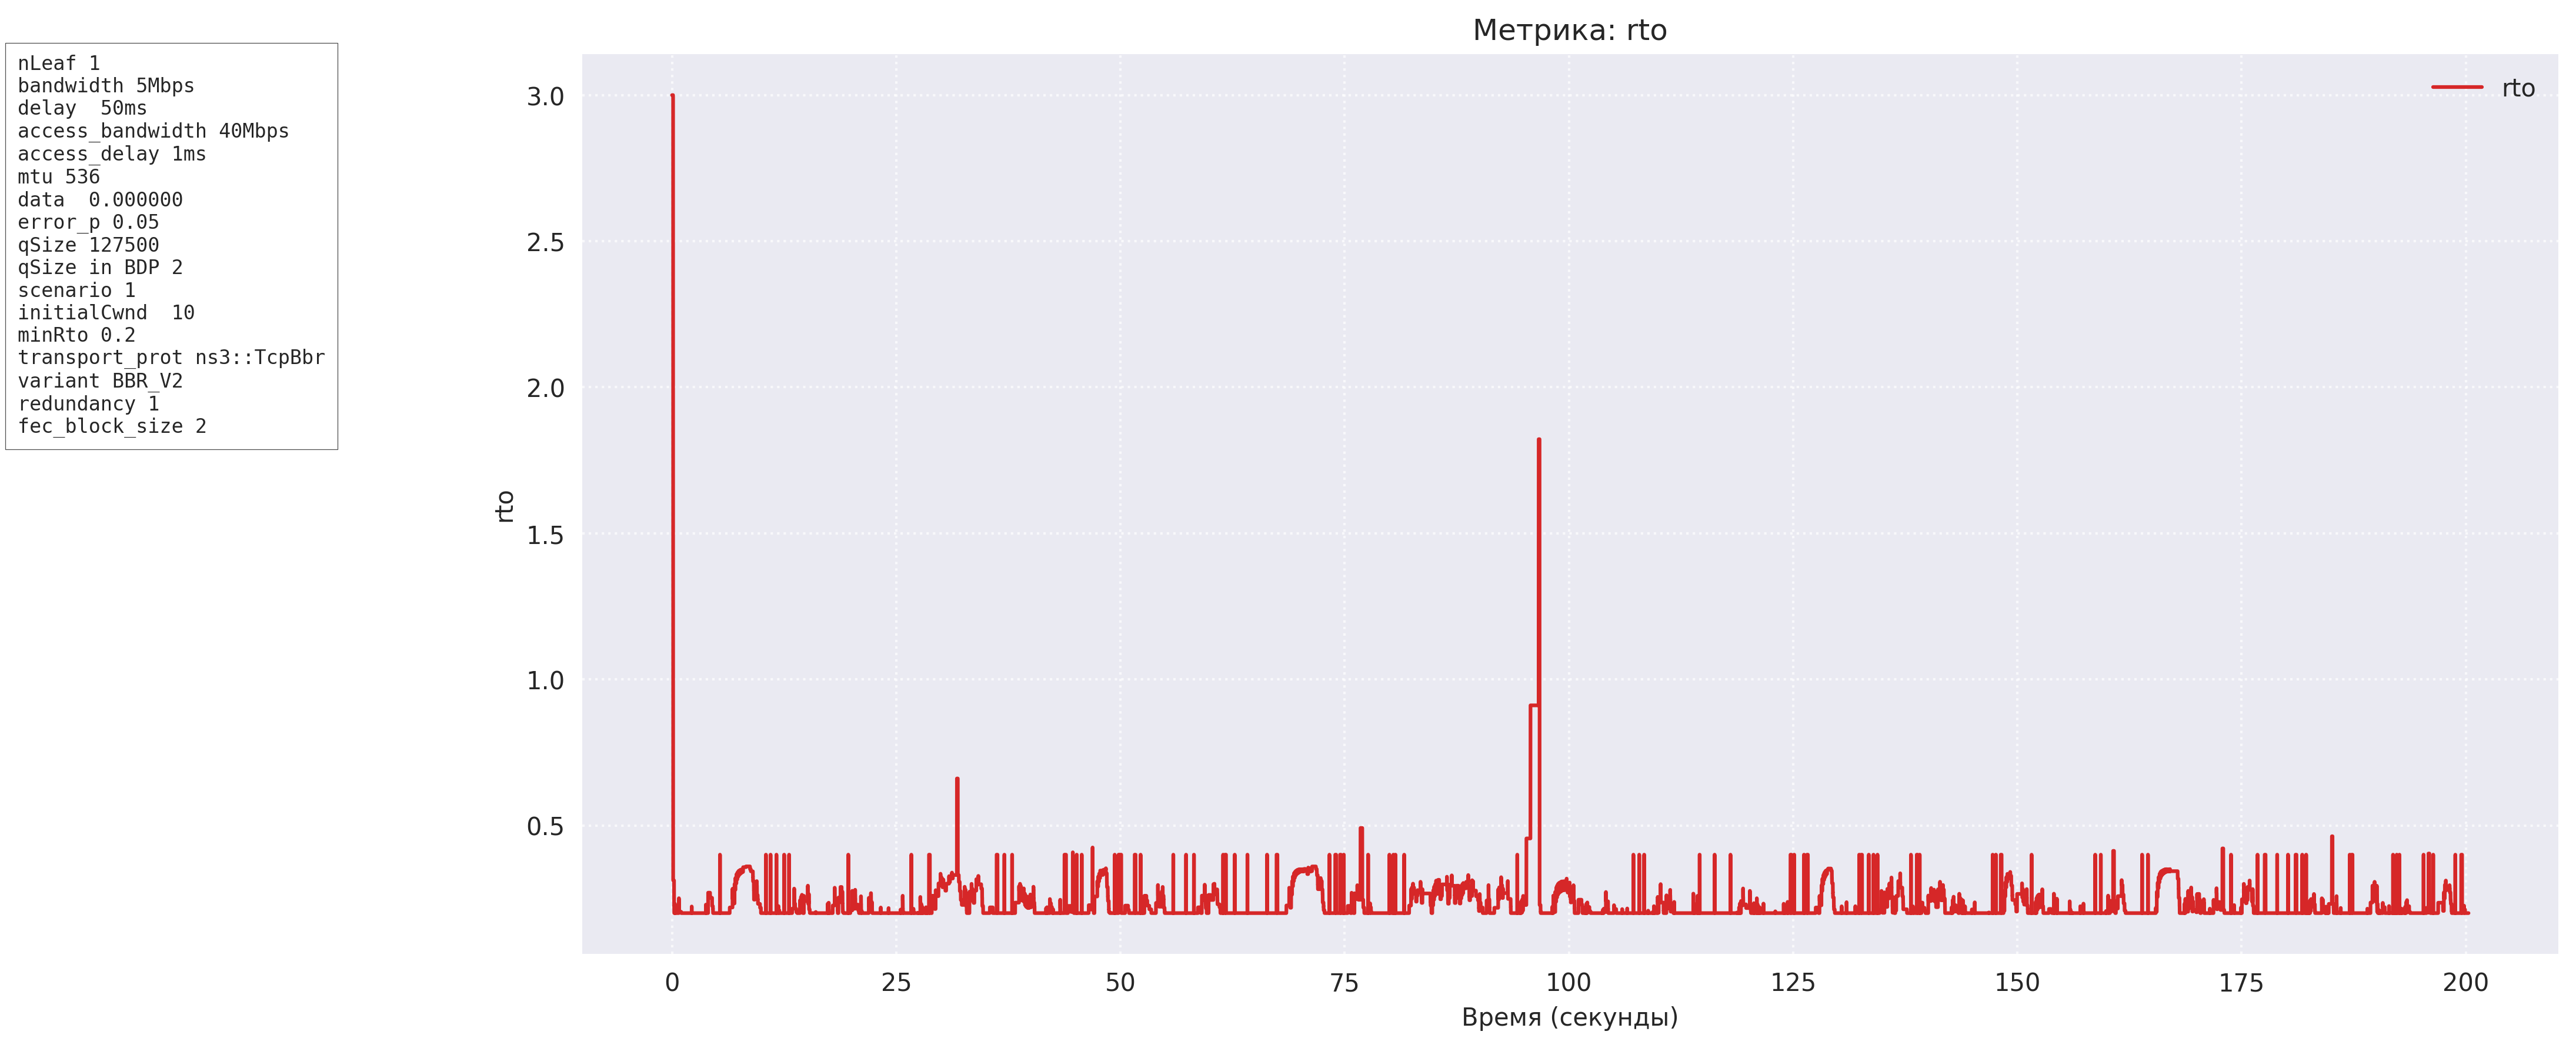 Метрика: rto
nLeaf 1
bandwidth 5Mbps
delay  50ms
access_bandwidth 40Mbps
access_delay 1ms
mtu 536
data  0.000000
error_p 0.05
qSize 127500
qSize in BDP 2
scenario 1
initialCwnd  10
minRto 0.2
transport_prot ns3::TcpBbr
variant BBR_V2
redundancy 1
fec_block_size 2
rto
3.0
2.5
2.0
1.5
1.0
0.5
rto
0 25 50 75 100 125 150 175 200
Время (секунды)